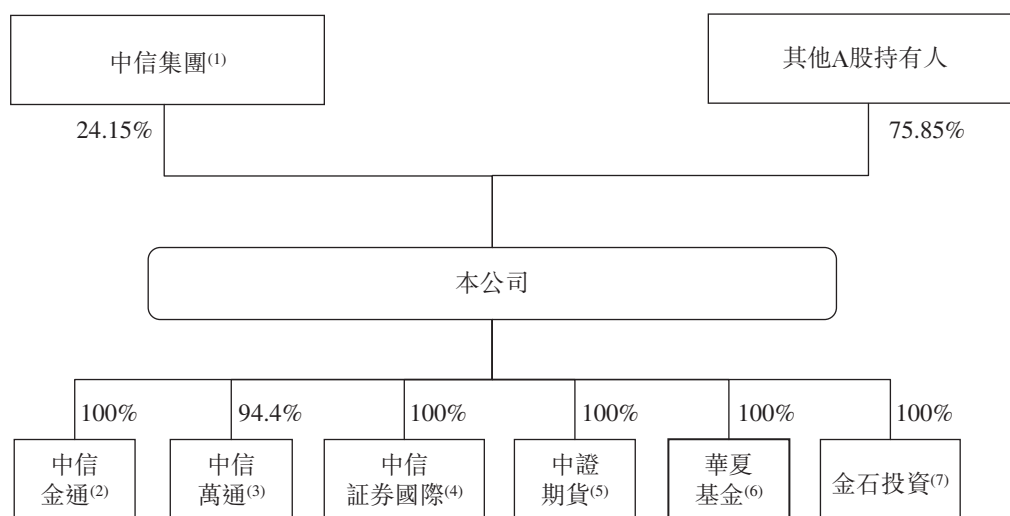 中信集團(1)
其他A股持有人
24.15%
75.85%
本公司
100%
94.4%
100%
100%
100%
100%
中信
金通(2)
中信
萬通(3)
中信
証券國際(4)
中證
期貨(5)
華夏
基金(6)
金石投資(7)